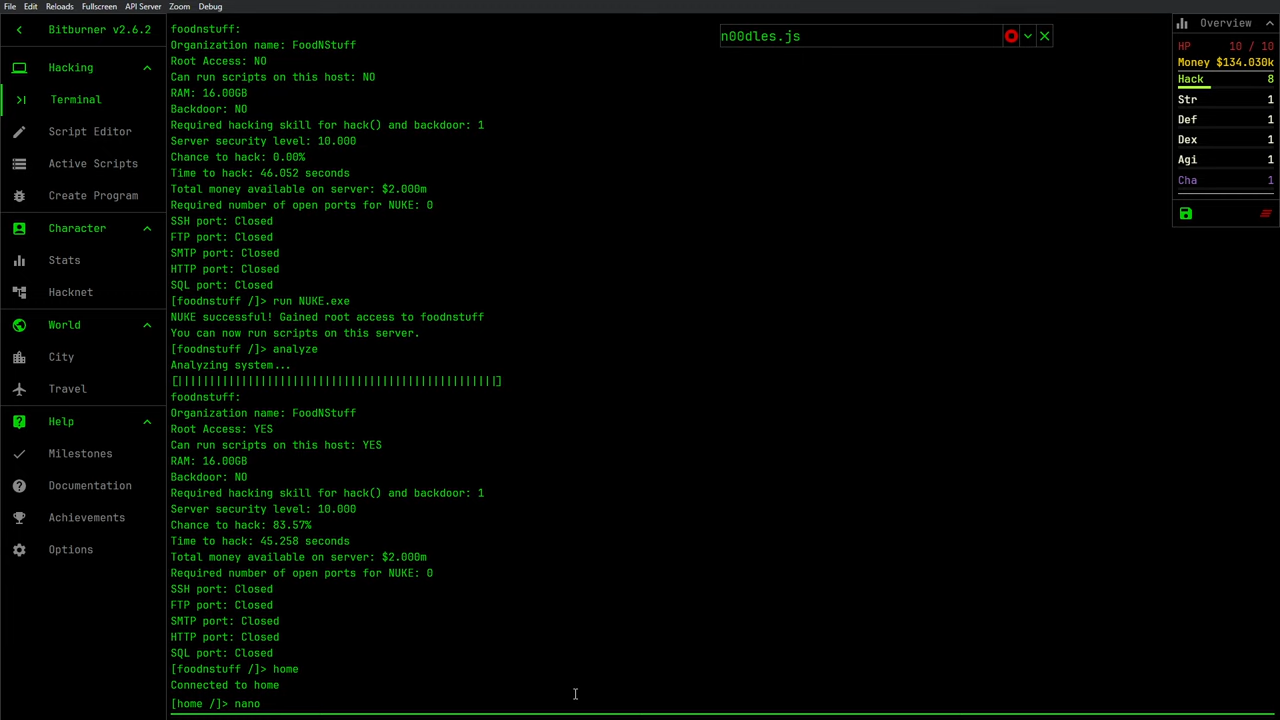 File Edit Reloads Fullscreen API Server Zoom Debug
Bitburner v2.6.2
Hacking
Terminal
Script Editor
Active Scripts
Create Program
Character
Stats
Hacknet
World
City
Travel
Help
Milestones
Documentation
Achievements
Options
foodnstuff:
Organization name: FoodNStuff
Root Access: NO
Can run scripts on this host: NO
RAM: 16.00GB
Backdoor: NO
Required hacking skill for hack() and backdoor: 1
Server security level: 10.000
Chance to hack: 0.00%
Time to hack: 46.052 seconds
Total money available on server: $2.000m
Required number of open ports for NUKE: 0
SSH port: Closed
FTP port: Closed
SMTP port: Closed
HTTP port: Closed
SQL port: Closed
[foodnstuff /]> run NUKE.exe
NUKE successful! Gained root access to foodnstuff
You can now run scripts on this server.
[foodnstuff /]> analyze
Analyzing system...
[||||||||||||||||||||||||||||||||||||||||||||||||||]
foodnstuff:
Organization name: FoodNStuff
Root Access: YES
Can run scripts on this host: YES
RAM: 16.00GB
Backdoor: NO
Required hacking skill for hack() and backdoor: 1
Server security level: 10.000
Chance to hack: 83.57%
Time to hack: 45.258 seconds
Total money available on server: $2.000m
Required number of open ports for NUKE: 0
SSH port: Closed
FTP port: Closed
SMTP port: Closed
HTTP port: Closed
SQL port: Closed
[foodnstuff /]> home
Connected to home
[home /]> nano
n00dles.js
Overview
HP 10 / 10
Money $134.030k
Hack 8
Str 1
Def 1
Dex 1
Agi 1
Cha 1